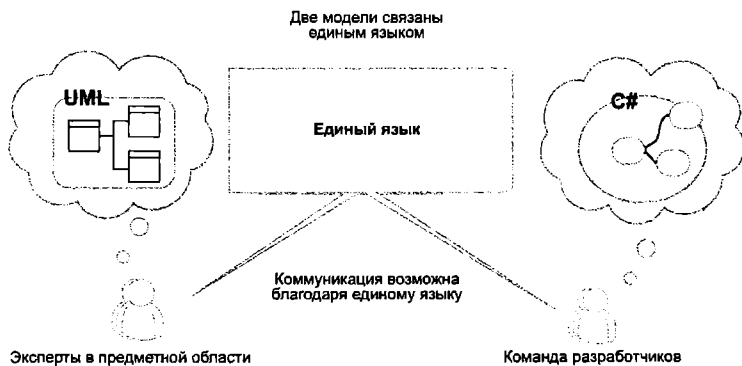 Две модели связаны
единым языком
UML
Единый язык
C#
Коммуникация возможна
благодаря единому языку
Эксперты в предметной области
Команда разработчиков